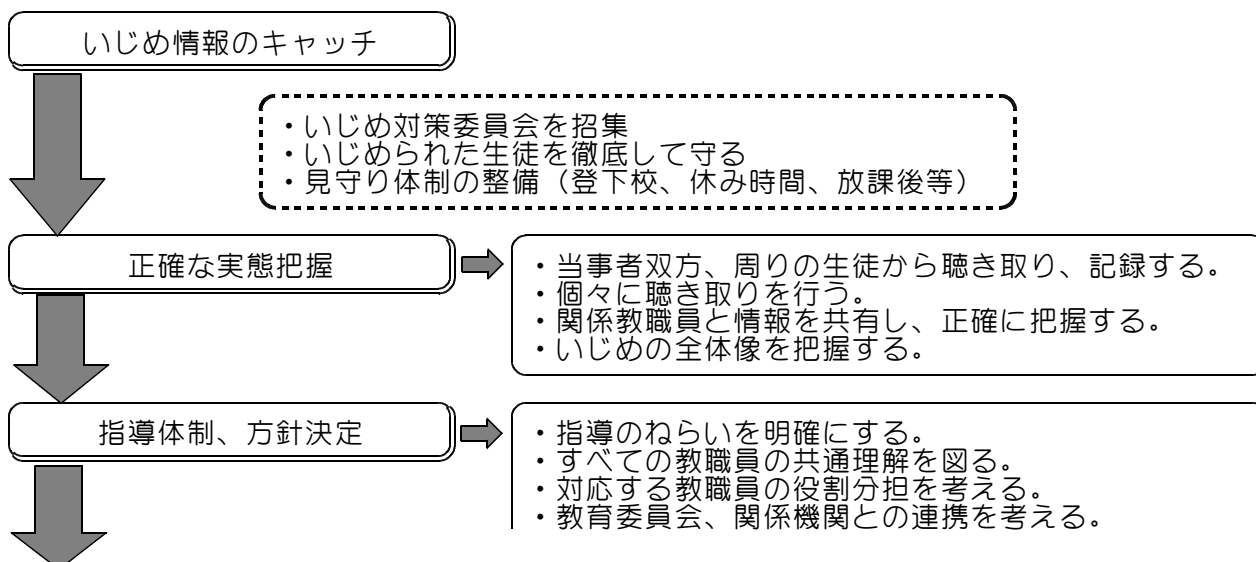 いじめ情報のキャッチ
・いじめ対策委員会を招集
・いじめられた生徒を徹底して守る
・見守り体制の整備（登下校、休み時間、放課後等）
正確な実態把握
・当事者双方、周りの生徒から聴き取り、記録する。
・個々に聴き取りを行う。
・関係教職員と情報を共有し、正確に把握する。
・いじめの全体像を把握する。
指導体制、方針決定
・指導のねらいを明確にする。
・すべての教職員の共通理解を図る。
・対応する教職員の役割分担を考える。
・教育委員会、関係機関との連携を考える。